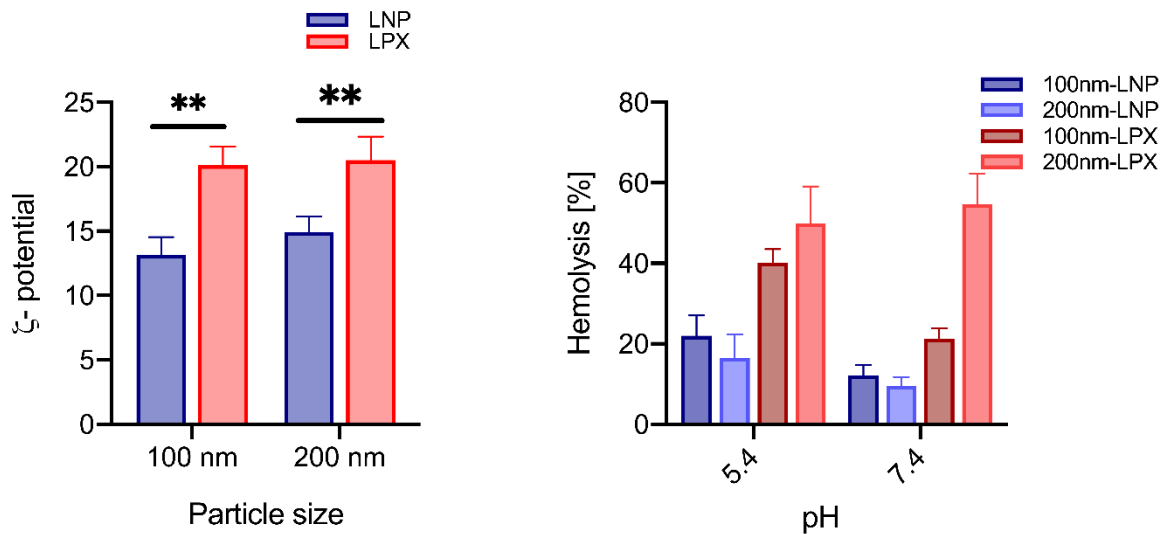 LNP
LPX
25
20
15
10
5
0
**
**
ζ- potential
100 nm
200 nm
Particle size
100nm-LNP
200nm-LNP
100nm-LPX
200nm-LPX
80
60
40
20
0
Hemolysis [%]
5.4
7.4
pH